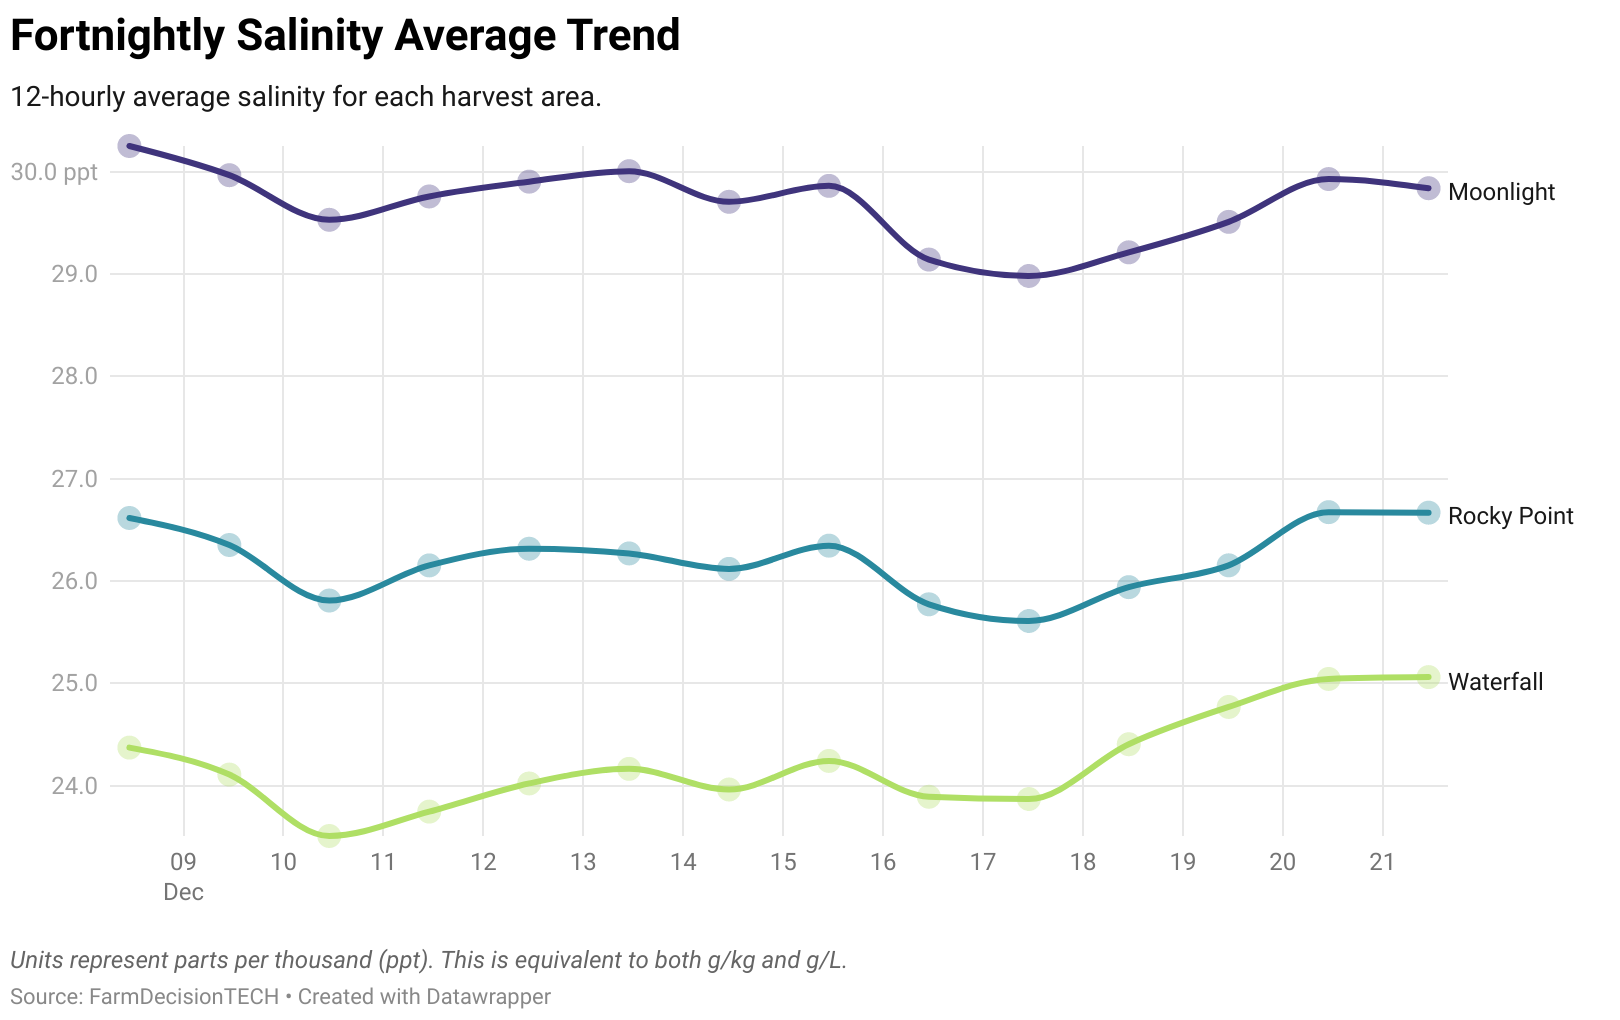 Fortnightly Salinity Average Trend
12-hourly average salinity for each harvest area.
30.0 ppt
Moonlight
29.0
28.0
27.0
Rocky Point
26.0
25.0
Waterfall
24.0
09 10 11 12 13 14 15 16 17 18 19 20 21
Dec
Units represent parts per thousand (ppt). This is equivalent to both g/kg and g/L.
Source: FarmDecisionTECH • Created with Datawrapper